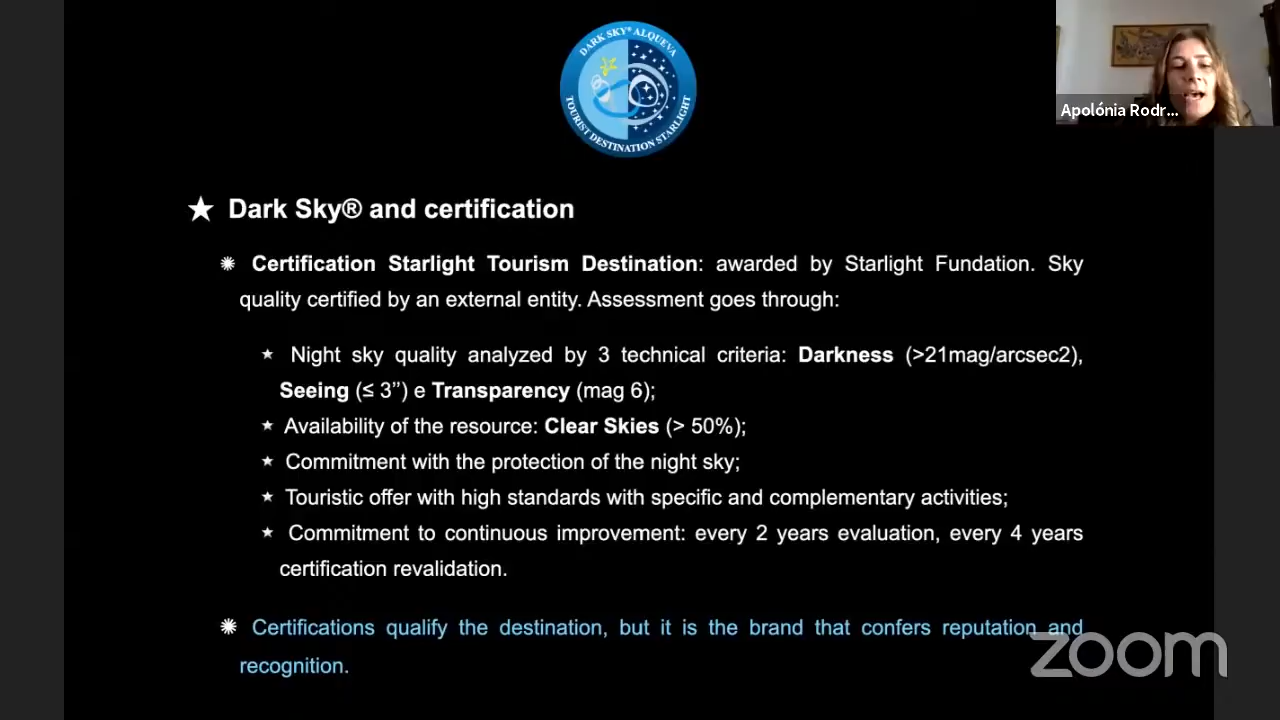 DARK SKY® ALQUEVA
TOURIST DESTINATION STARLIGHT
Apolónia Rodr...
Dark Sky® and certification
Certification Starlight Tourism Destination: awarded by Starlight Fundation. Sky
quality certified by an external entity. Assessment goes through:
Night sky quality analyzed by 3 technical criteria: Darkness (>21mag/arcsec2),
Seeing (≤ 3’’) e Transparency (mag 6);
Availability of the resource: Clear Skies (> 50%);
Commitment with the protection of the night sky;
Touristic offer with high standards with specific and complementary activities;
Commitment to continuous improvement: every 2 years evaluation, every 4 years
certification revalidation.
Certifications qualify the destination, but it is the brand that confers reputation and
recognition.
zoom